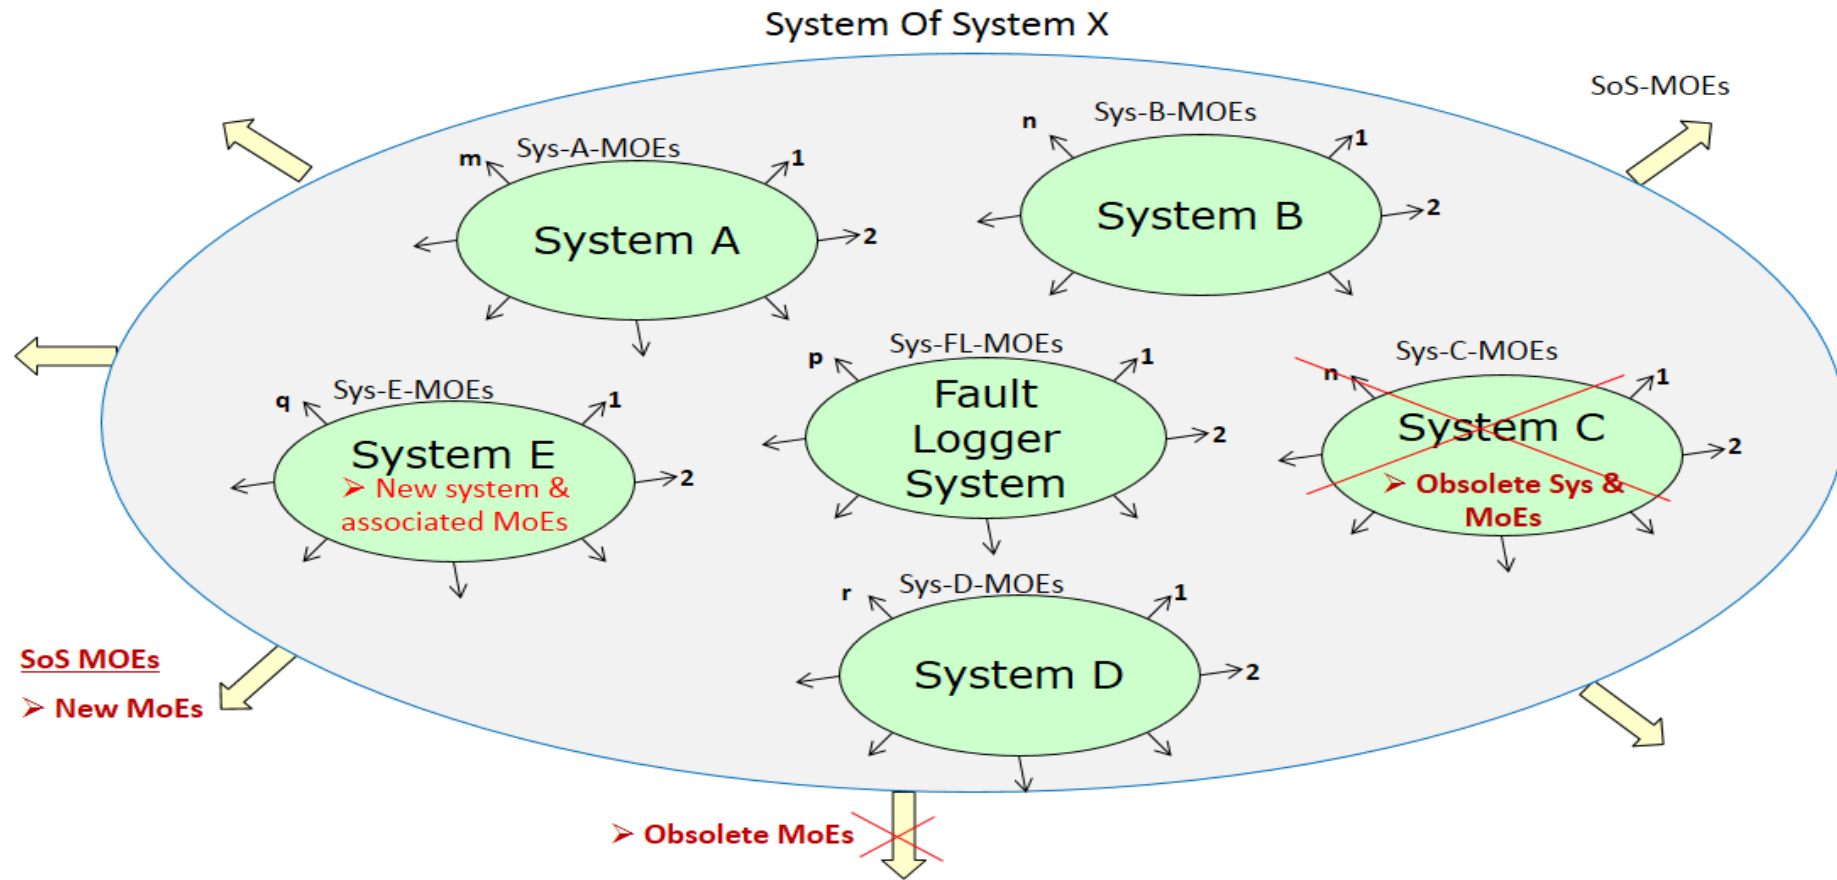 System Of System X
SoS-MOEs
Sys-A-MOEs
m
1
2
System A
Sys-B-MOEs
n
1
2
System B
Sys-E-MOEs
q
1
2
System E
➢ New system &
associated MoEs
Sys-FL-MOEs
p
1
2
Fault
Logger
System
Sys-C-MOEs
n
1
2
System C
➢ Obsolete Sys &
MoEs
Sys-D-MOEs
r
1
2
System D
SoS MOEs
➢ New MoEs
➢ Obsolete MoEs